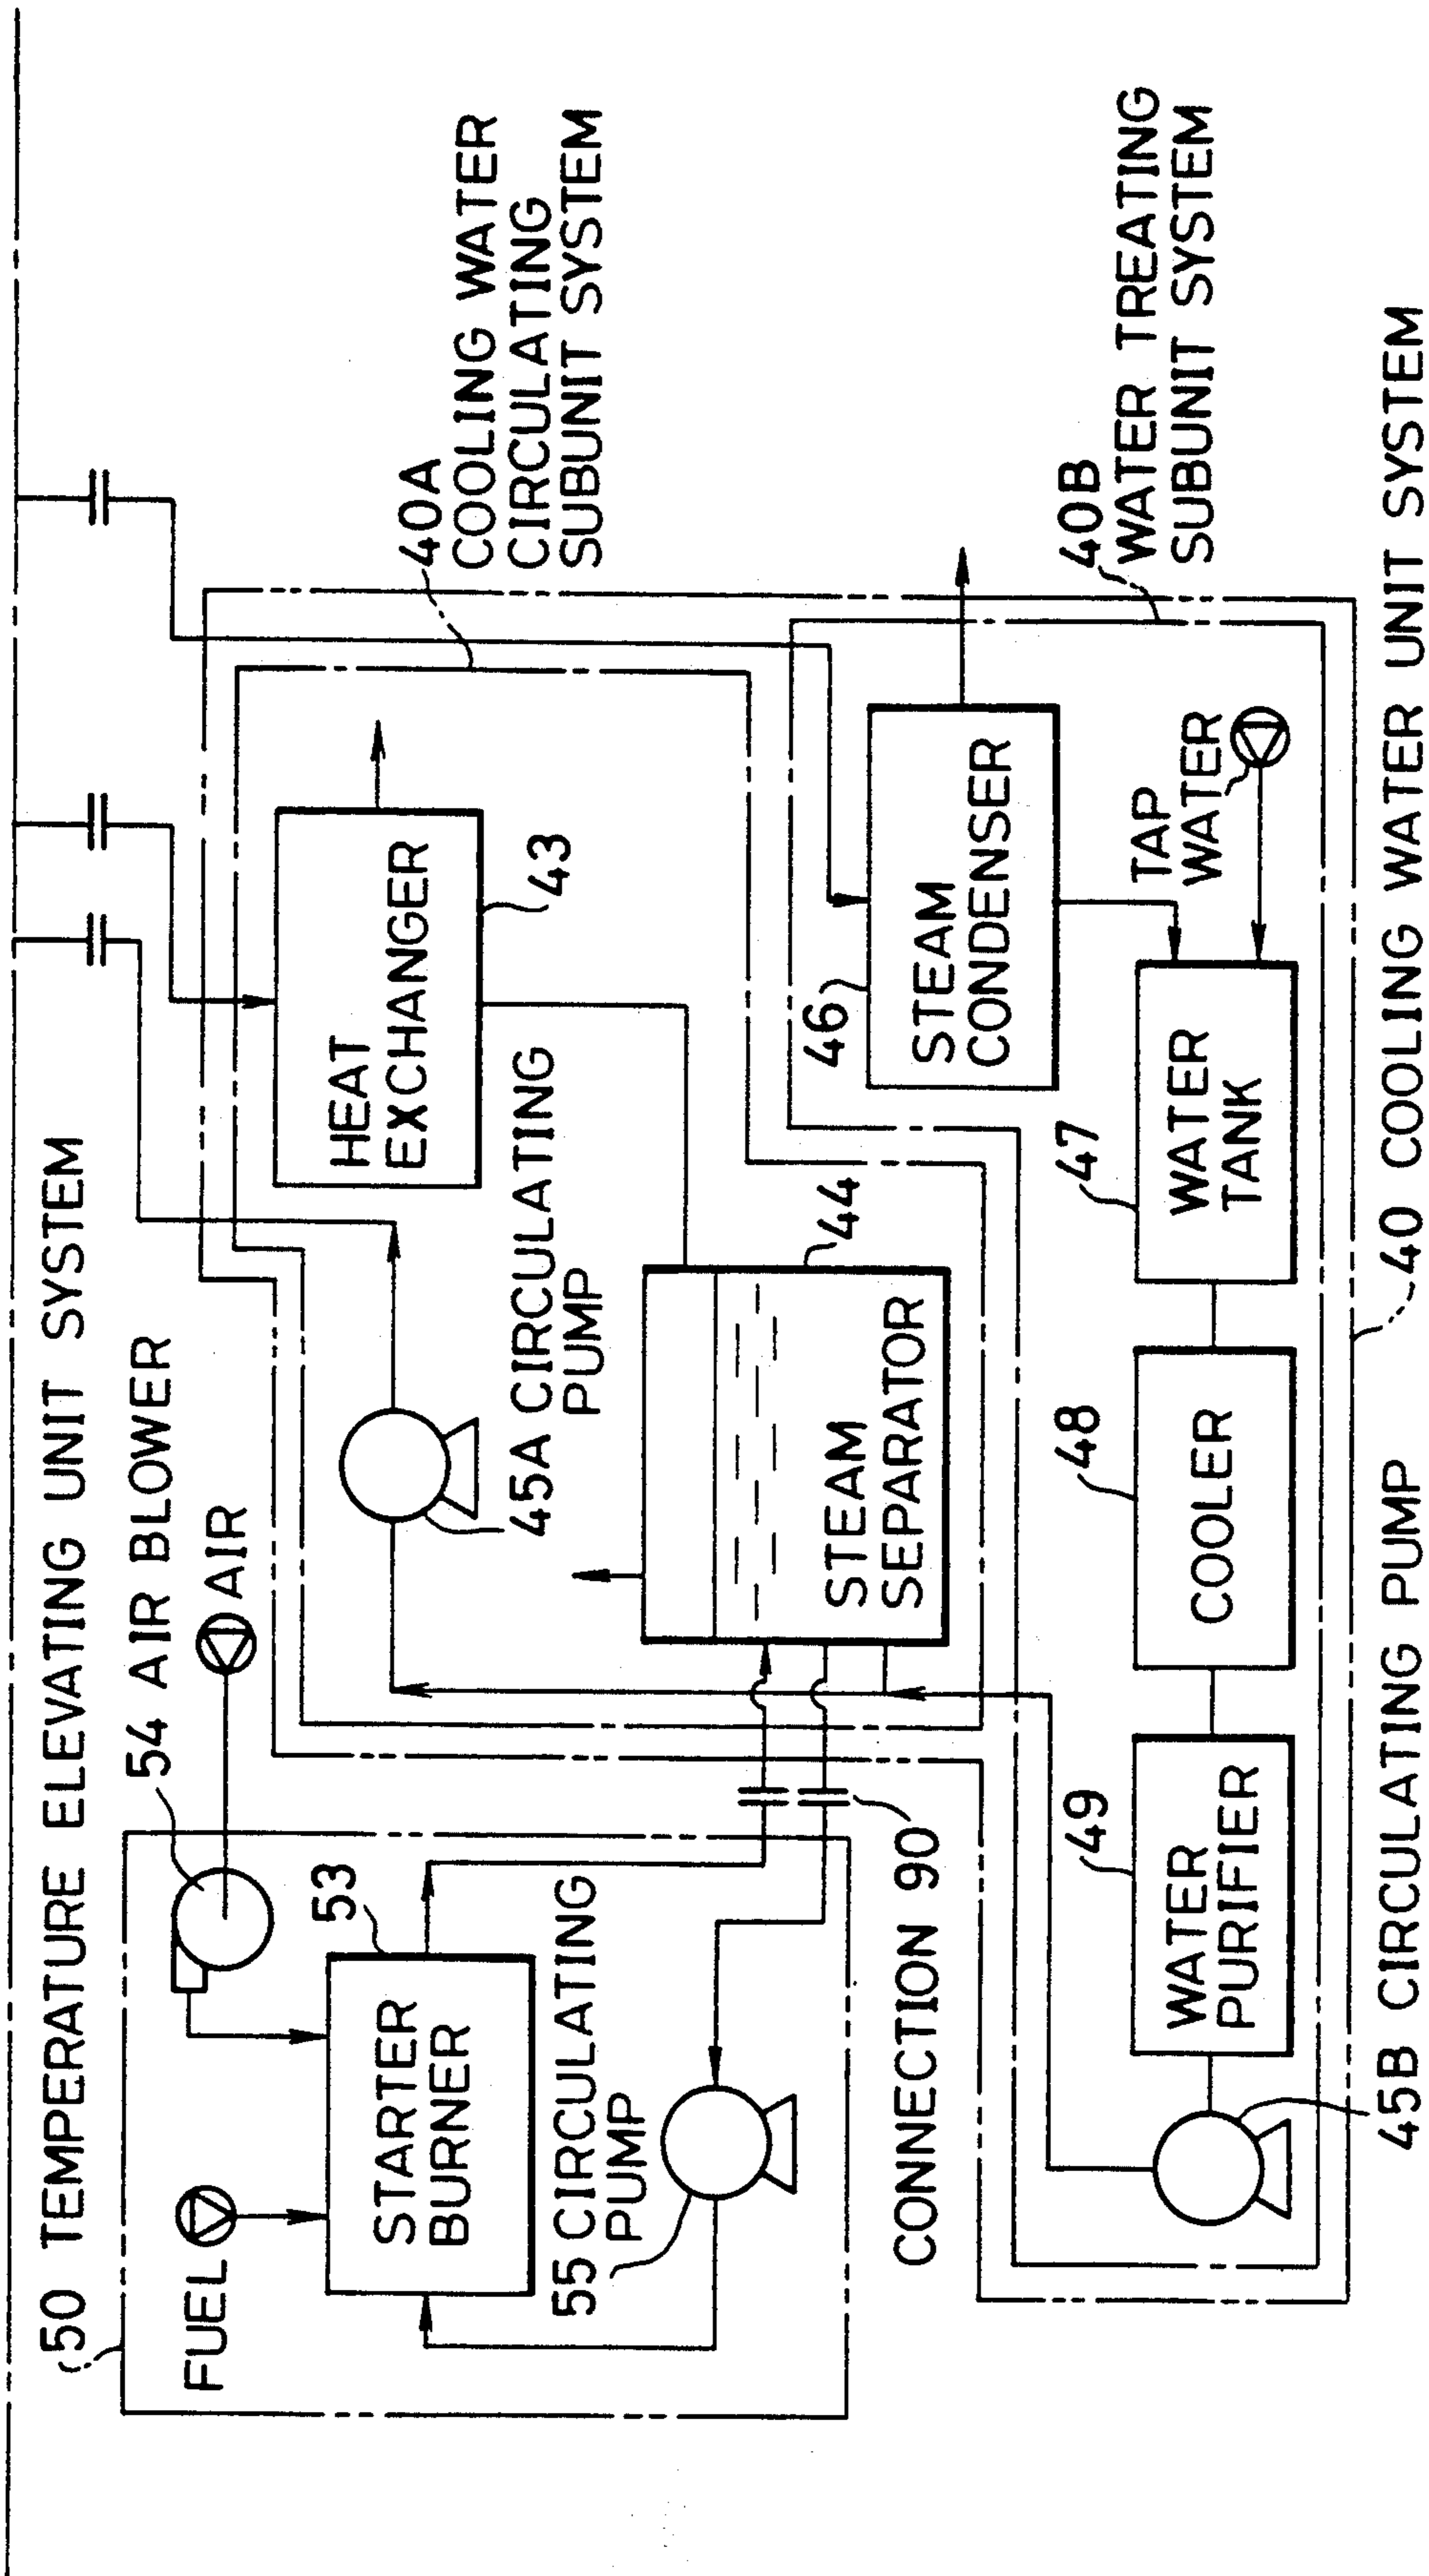 50 TEMPERATURE ELEVATING UNIT SYSTEM
54 AIR BLOWER
AIR
FUEL
53
STARTER
BURNER
55 CIRCULATING
PUMP
CONNECTION 90
45A CIRCULATING
PUMP
HEAT
EXCHANGER
43
44
STEAM
SEPARATOR
40A
COOLING WATER
CIRCULATING
SUBUNIT SYSTEM
46
STEAM
CONDENSER
40B
WATER TREATING
SUBUNIT SYSTEM
TAP
WATER
47
WATER
TANK
48
COOLER
49
WATER
PURIFIER
45B CIRCULATING PUMP
40 COOLING WATER UNIT SYSTEM